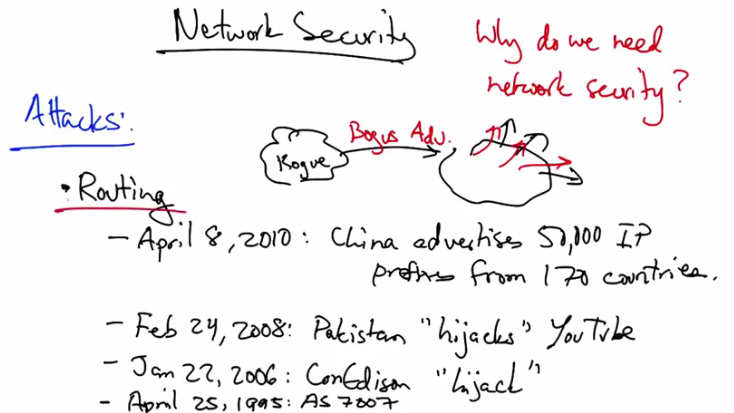 Network Security
Why do we need
network security?
Attacks:
Rogue
Bogus Adv.
• Routing
- April 8, 2010: China advertises 50,000 IP
prefixes from 170 countries.
- Feb 24, 2008: Pakistan "hijacks" YouTube
- Jan 22, 2006: ConEdison "hijack"
- April 25, 1995: AS 7007